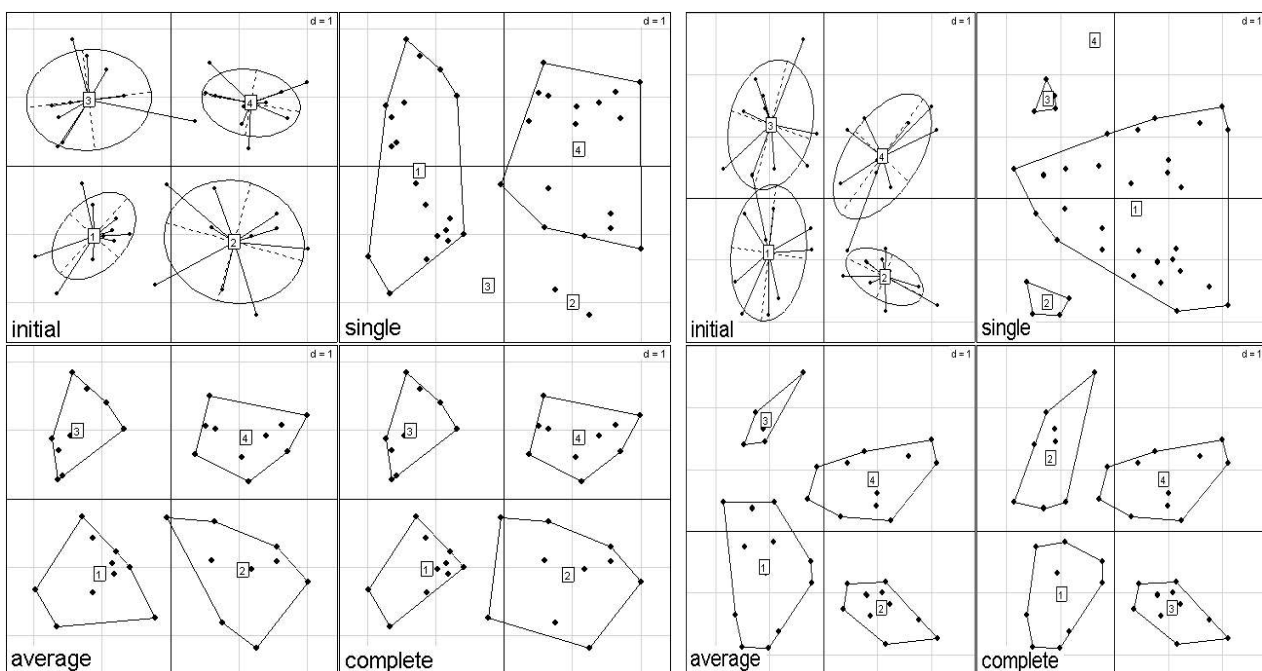 d = 1
3
4
1
2
initial
d = 1
4
1
3
2
single
d = 1
3
4
1
2
initial
d = 1
4
3
1
2
single
d = 1
3
4
1
2
average
d = 1
3
4
1
2
complete
d = 1
3
4
1
2
average
d = 1
2
4
1
3
complete